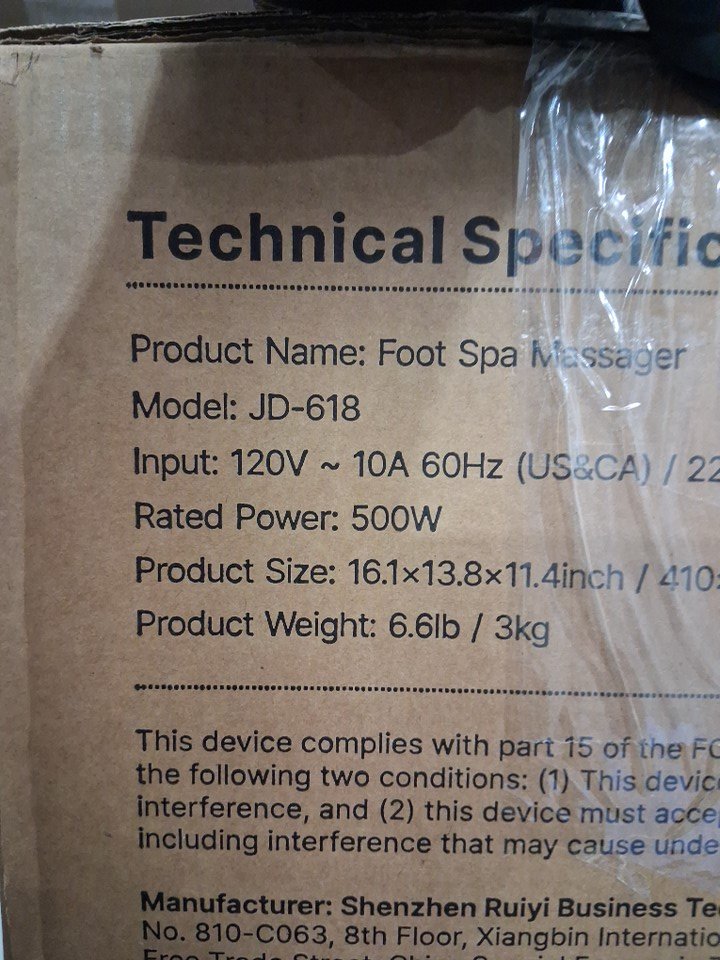 Technical Specific
Product Name: Foot Spa Massager
Model: JD-618
Input: 120V ~ 10A 60Hz (US&CA) / 22
Rated Power: 500W
Product Size: 16.1×13.8×11.4inch / 410
Product Weight: 6.6lb / 3kg
This device complies with part 15 of the FC
the following two conditions: (1) This device
interference, and (2) this device must accep
including interference that may cause unde
Manufacturer: Shenzhen Ruiyi Business Te
No. 810-C063, 8th Floor, Xiangbin Internatio
Free Trade Street,